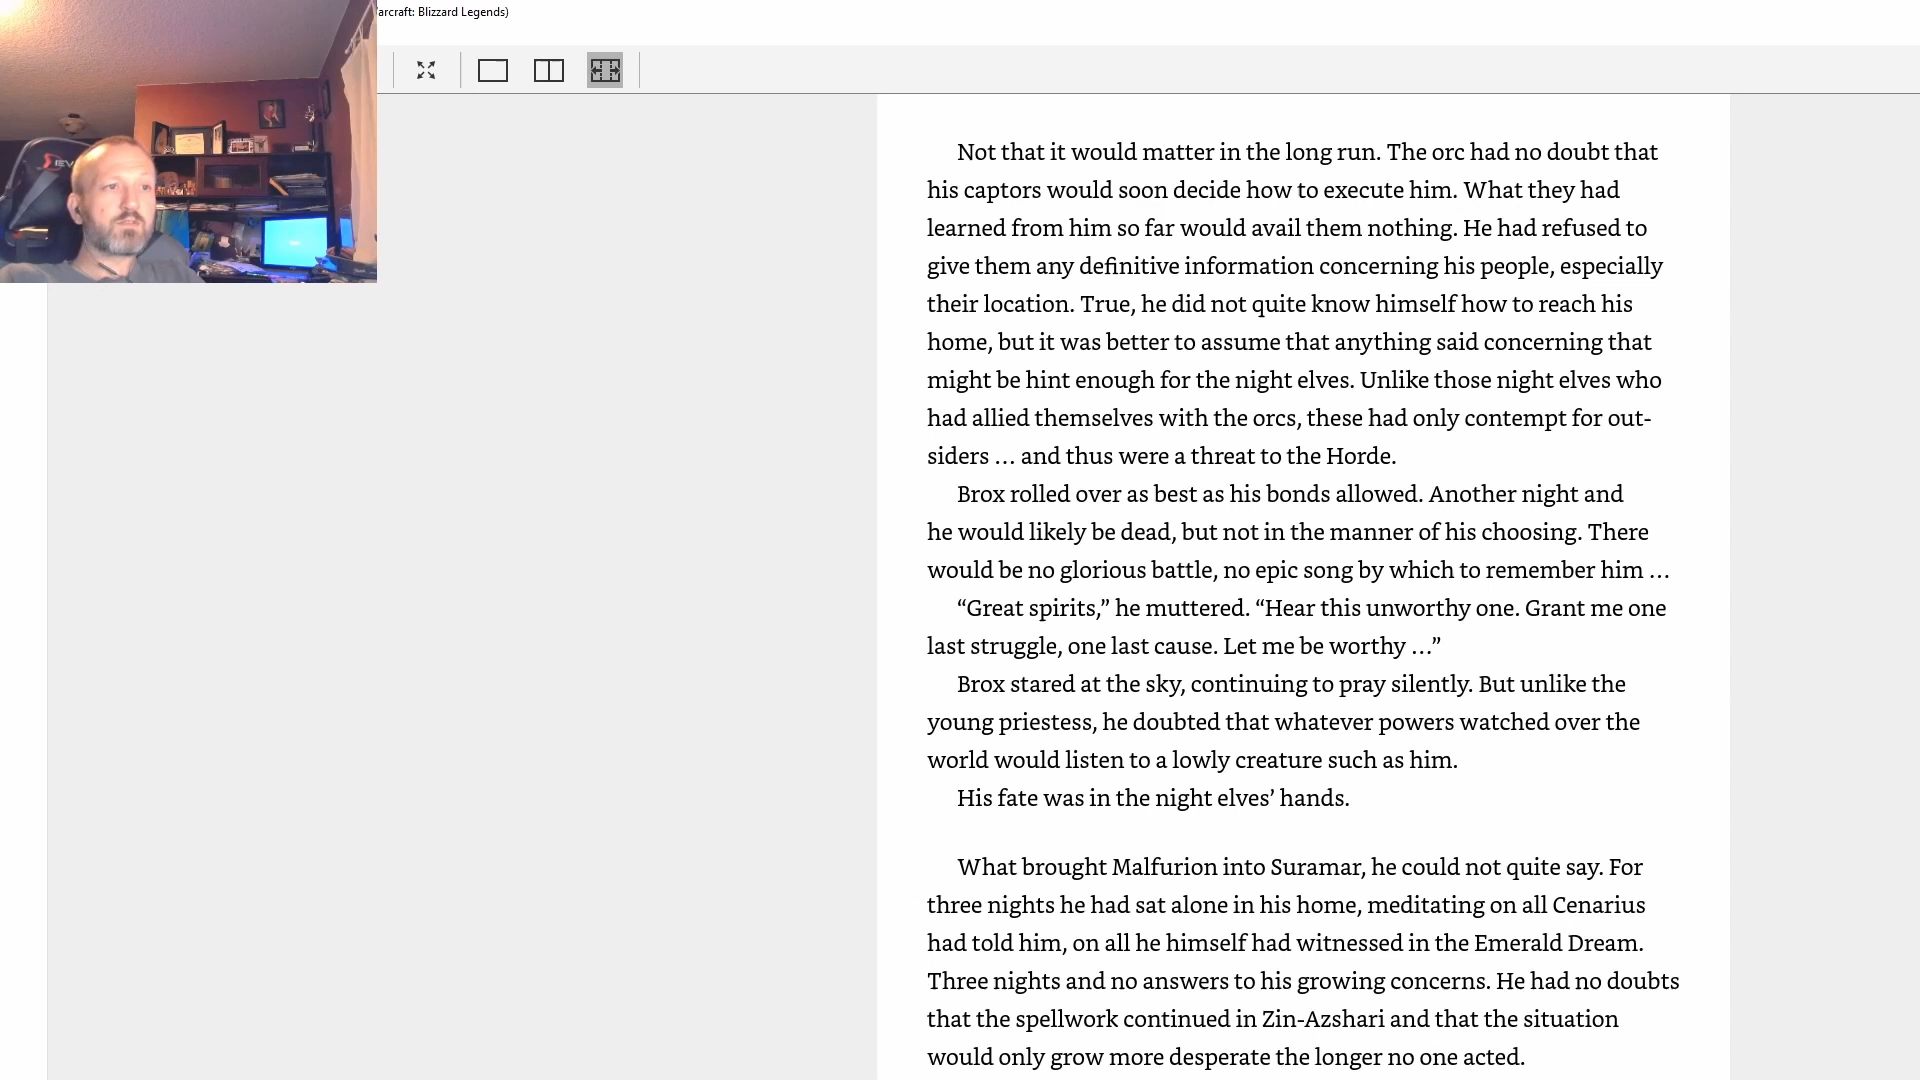 arcraft: Blizzard Legends)
Not that it would matter in the long run. The orc had no doubt that
his captors would soon decide how to execute him. What they had
learned from him so far would avail them nothing. He had refused to
give them any definitive information concerning his people, especially
their location. True, he did not quite know himself how to reach his
home, but it was better to assume that anything said concerning that
might be hint enough for the night elves. Unlike those night elves who
had allied themselves with the orcs, these had only contempt for out-
siders … and thus were a threat to the Horde.
Brox rolled over as best as his bonds allowed. Another night and
he would likely be dead, but not in the manner of his choosing. There
would be no glorious battle, no epic song by which to remember him …
“Great spirits,” he muttered. “Hear this unworthy one. Grant me one
last struggle, one last cause. Let me be worthy …”
Brox stared at the sky, continuing to pray silently. But unlike the
young priestess, he doubted that whatever powers watched over the
world would listen to a lowly creature such as him.
His fate was in the night elves’ hands.
What brought Malfurion into Suramar, he could not quite say. For
three nights he had sat alone in his home, meditating on all Cenarius
had told him, on all he himself had witnessed in the Emerald Dream.
Three nights and no answers to his growing concerns. He had no doubts
that the spellwork continued in Zin-Azshari and that the situation
would only grow more desperate the longer no one acted.